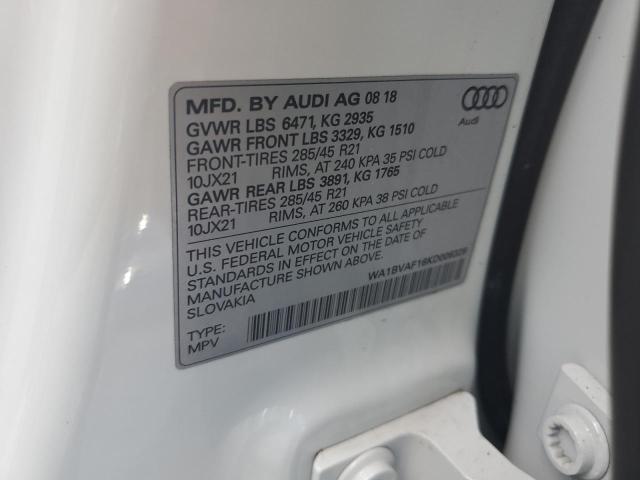 MFD. BY AUDI AG 08 18
GVWR LBS 6471, KG 2935
GAWR FRONT LBS 3329, KG 1510
FRONT-TIRES 285/45 R21
10JX21 RIMS, AT 240 KPA 35 PSI COLD
GAWR REAR LBS 3891, KG 1765
REAR-TIRES 285/45 R21
10JX21 RIMS, AT 260 KPA 38 PSI COLD
THIS VEHICLE CONFORMS TO ALL APPLICABLE
U.S. FEDERAL MOTOR VEHICLE SAFETY
STANDARDS IN EFFECT ON THE DATE OF
MANUFACTURE SHOWN ABOVE.
SLOVAKIA
TYPE:
MPV
Audi